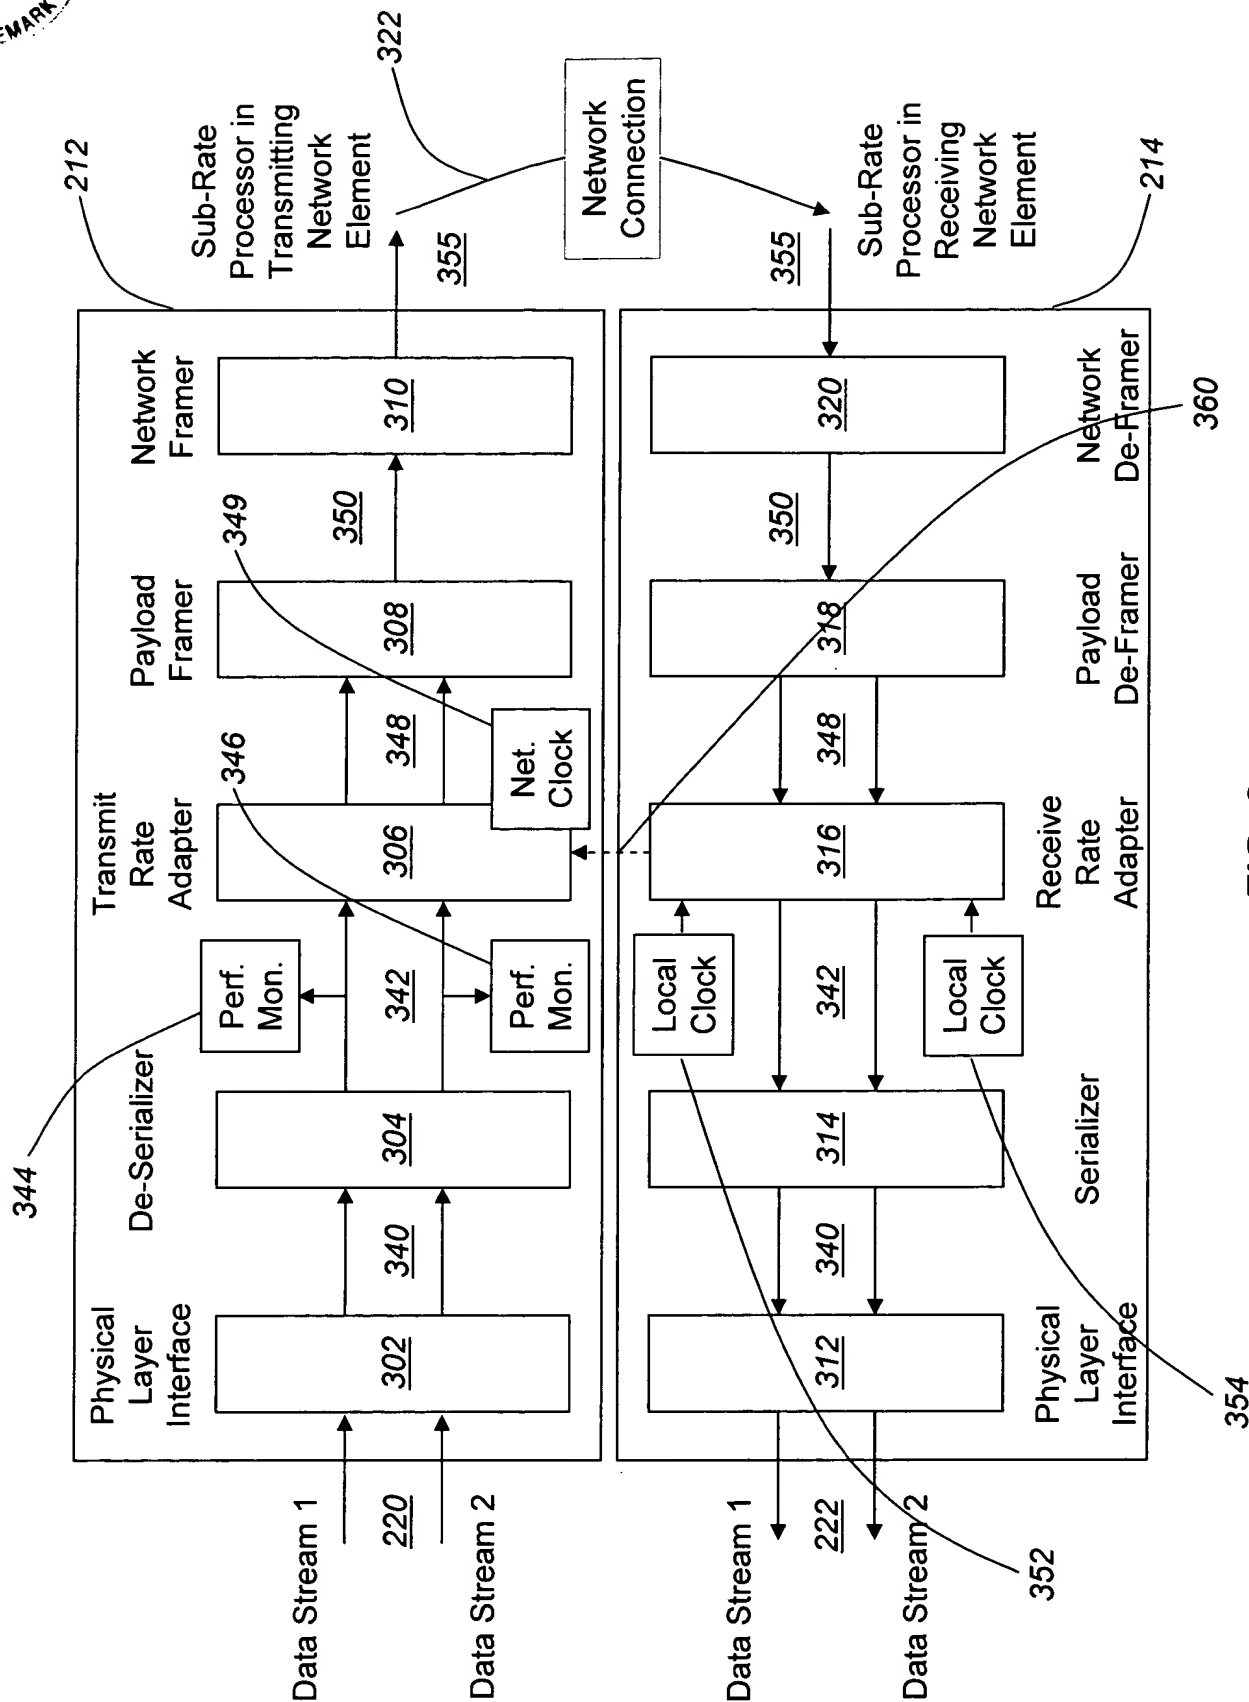 EMARK
212
322
Sub-Rate
Processor in
Transmitting
Network
Element
Network
Connection
Sub-Rate
Processor in
Receiving
Network
Element
214
355
355
344
346
349
Physical
Layer
Interface
De-Serializer
Transmit
Rate
Adapter
Payload
Framer
Network
Framer
Perf.
Mon.
Data Stream 1
220
Data Stream 2
302
340
304
342
306
348
308
350
310
Perf.
Mon.
Net.
Clock
Local
Clock
Data Stream 1
222
Data Stream 2
312
340
314
342
316
348
318
350
320
Local
Clock
Physical
Layer
Interface
Serializer
Receive
Rate
Adapter
Payload
De-Framer
Network
De-Framer
352
354
360